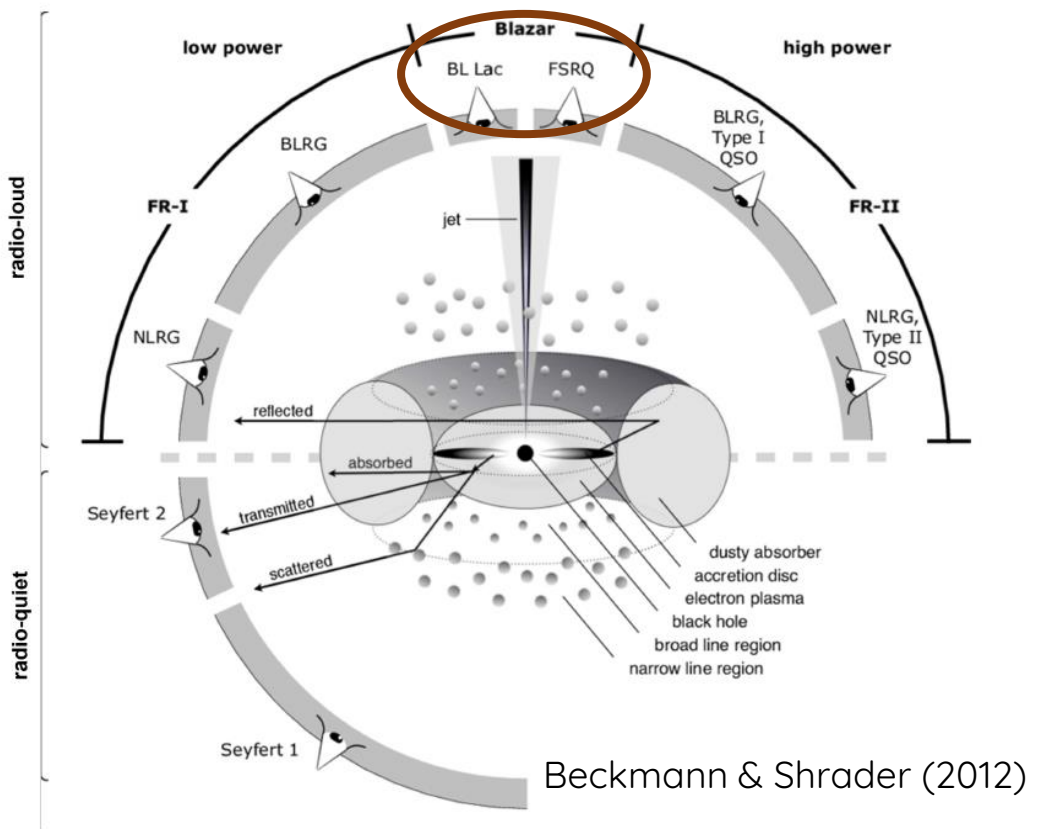 Blazar
low power
high power
BL Lac
FSRQ
BLRG
BLRG,
Type I
QSO
FR-I
FR-II
jet
radio-loud
NLRG
NLRG,
Type II
QSO
reflected
absorbed
transmitted
scattered
Seyfert 2
dusty absorber
accretion disc
electron plasma
black hole
broad line region
narrow line region
radio-quiet
Seyfert 1
Beckmann & Shrader (2012)